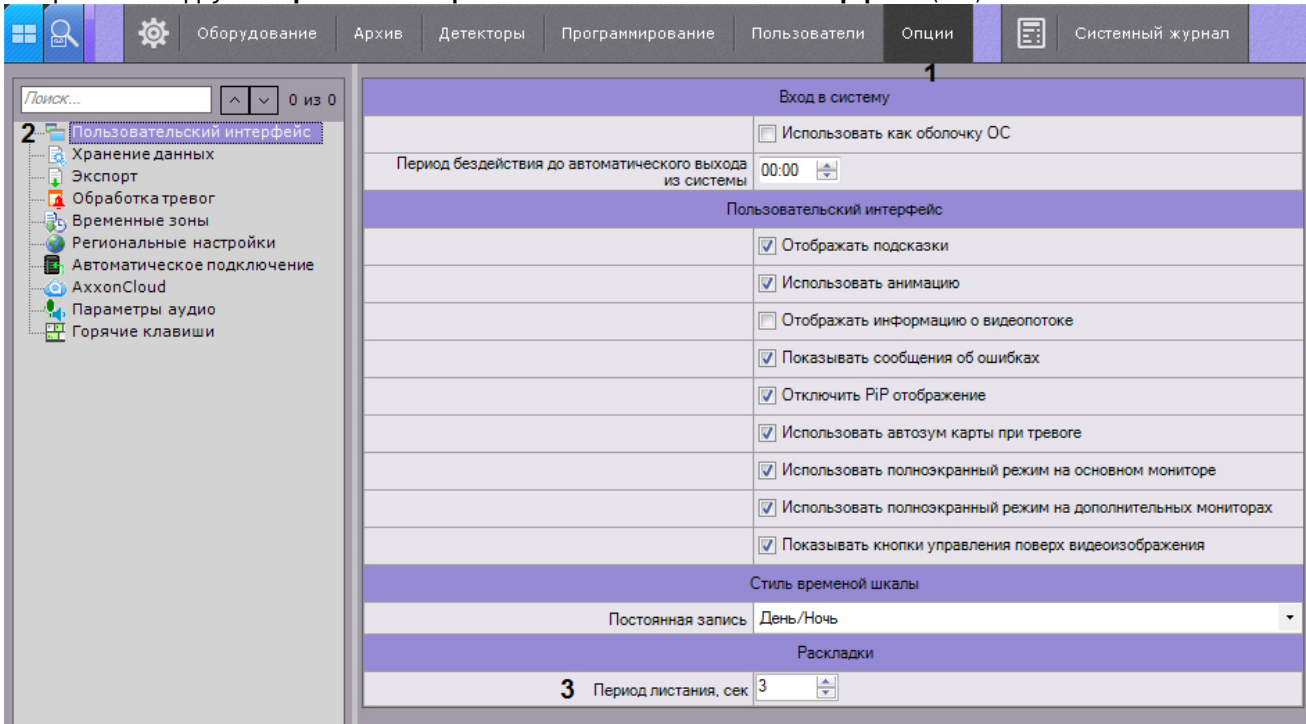 Оборудование Архив Детекторы Программирование Пользователи Опции Системный журнал
1
Поиск... 0 из 0
2 Пользовательский интерфейс
Хранение данных
Экспорт
Обработка тревог
Временные зоны
Региональные настройки
Автоматическое подключение
AxxonCloud
Параметры аудио
Горячие клавиши
Вход в систему
Использовать как оболочку ОС
Период бездействия до автоматического выхода
из системы 00:00
Пользовательский интерфейс
Отображать подсказки
Использовать анимацию
Отображать информацию о видеопотоке
Показывать сообщения об ошибках
Отключить PiP отображение
Использовать автозум карты при тревоге
Использовать полноэкранный режим на основном мониторе
Использовать полноэкранный режим на дополнительных мониторах
Показывать кнопки управления поверх видеоизображения
Стиль временой шкалы
Постоянная запись День/Ночь
Раскладки
3 Период листания, сек 3